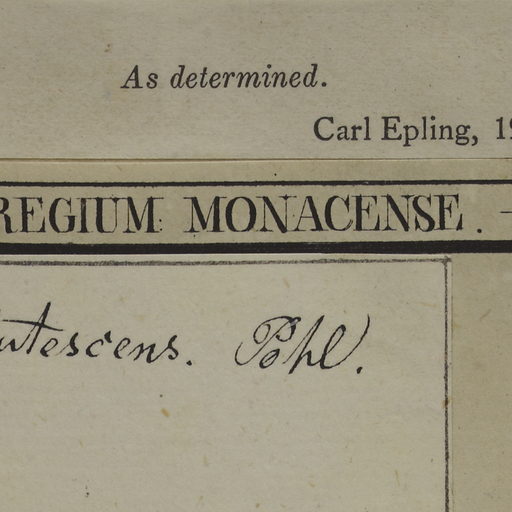 As determined.
Carl Epling, 19
REGIUM MONACENSE. –
utescens. Pohl.